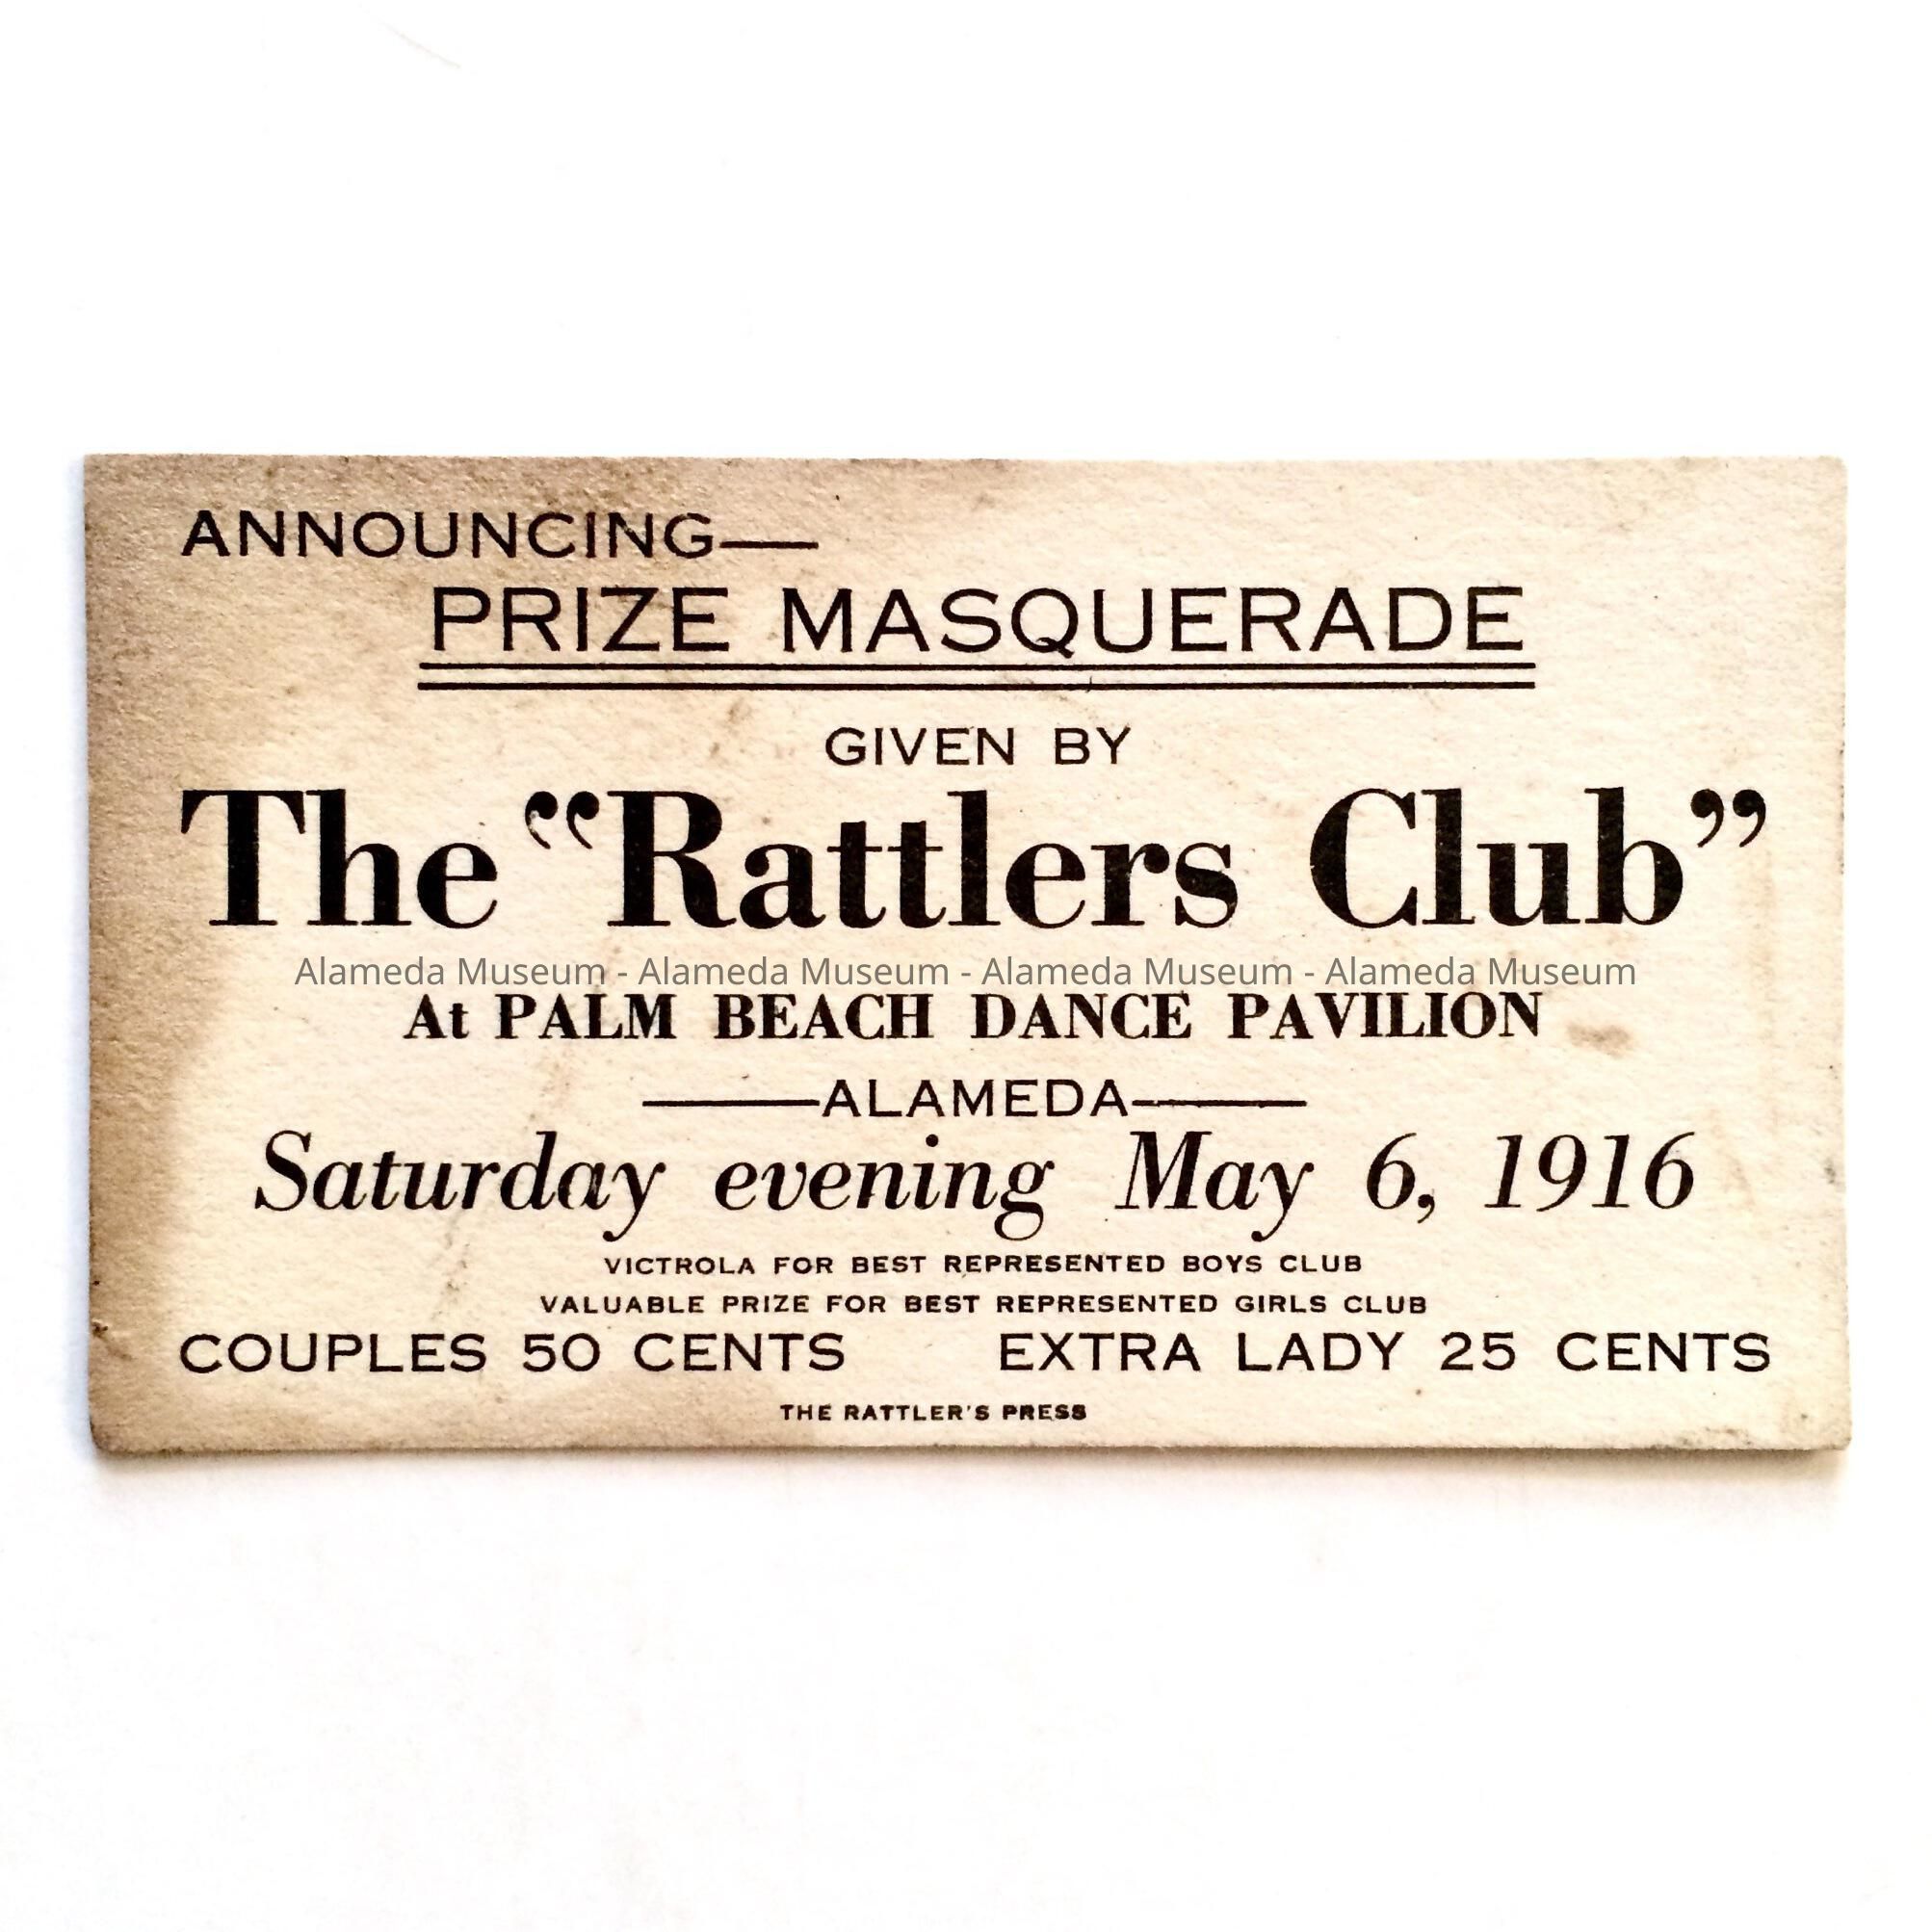 ANNOUNCING—
PRIZE MASQUERADE
GIVEN BY
The “Rattlers Club”
Alameda Museum - Alameda Museum - Alameda Museum - Alameda Museum
At PALM BEACH DANCE PAVILION
—ALAMEDA—
Saturday evening May 6, 1916
VICTROLA FOR BEST REPRESENTED BOYS CLUB
VALUABLE PRIZE FOR BEST REPRESENTED GIRLS CLUB
COUPLES 50 CENTS EXTRA LADY 25 CENTS
THE RATTLER'S PRESS